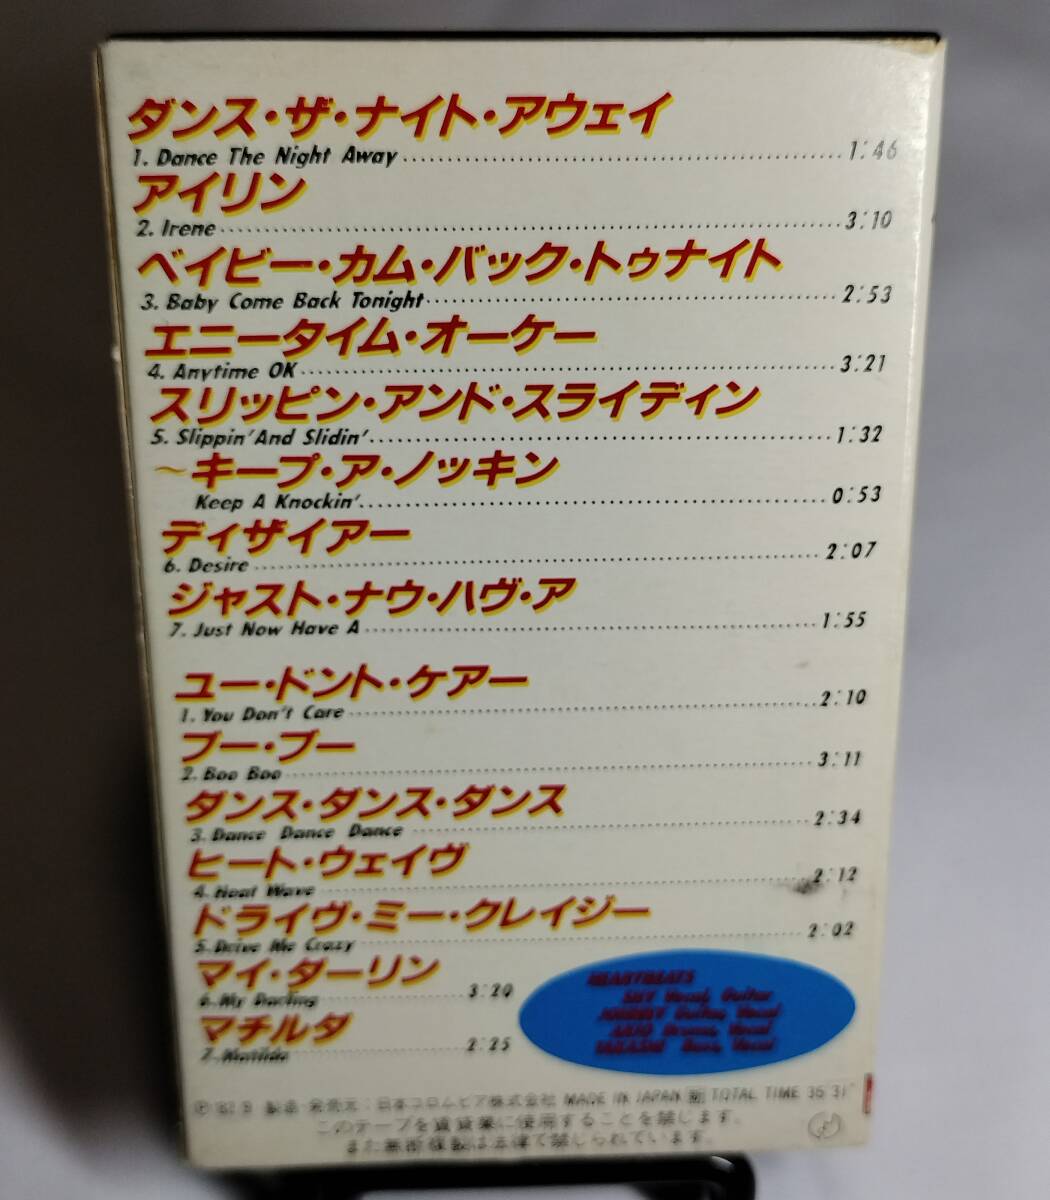 ダンス・ザ・ナイト・アウェイ
1. Dance The Night Away 1:46
アイリン
2. Irene 3:10
ベイビー・カム・バック・トゥナイト
3. Baby Come Back Tonight 2:53
エニータイム・オーケー
4. Anytime OK 3:21
スリッピン・アンド・スライディン
5. Slippin' And Slidin' 1:32
~キープ・ア・ノッキン
Keep A Knockin' 0:53
ディザイアー
6. Desire 2:07
ジャスト・ナウ・ハヴ・ア
7. Just Now Have A 1:55
ユー・ドント・ケアー
1. You Don't Care 2:10
ブー・ブー
2. Boo Boo 3:11
ダンス・ダンス・ダンス
3. Dance Dance Dance 2:34
ヒート・ウェイヴ
4. Heat Wave 2:12
ドライヴ・ミー・クレイジー
5. Drive Me Crazy 2:02
マイ・ダーリン
6. My Darling 3:20
マチルダ
7. Matilda 2:25
HEARTBEATS
Vocal, Guitar
JOHNNY Guitar, Vocal
Drums, Vocal
TAKASHI Bass, Vocal
製造・発売元:日本コロムビア株式会社 MADE IN JAPAN TOTAL TIME 35'31"
このテープを賃貸業に使用することを禁じます。
また無断複製は法律で禁じられています。